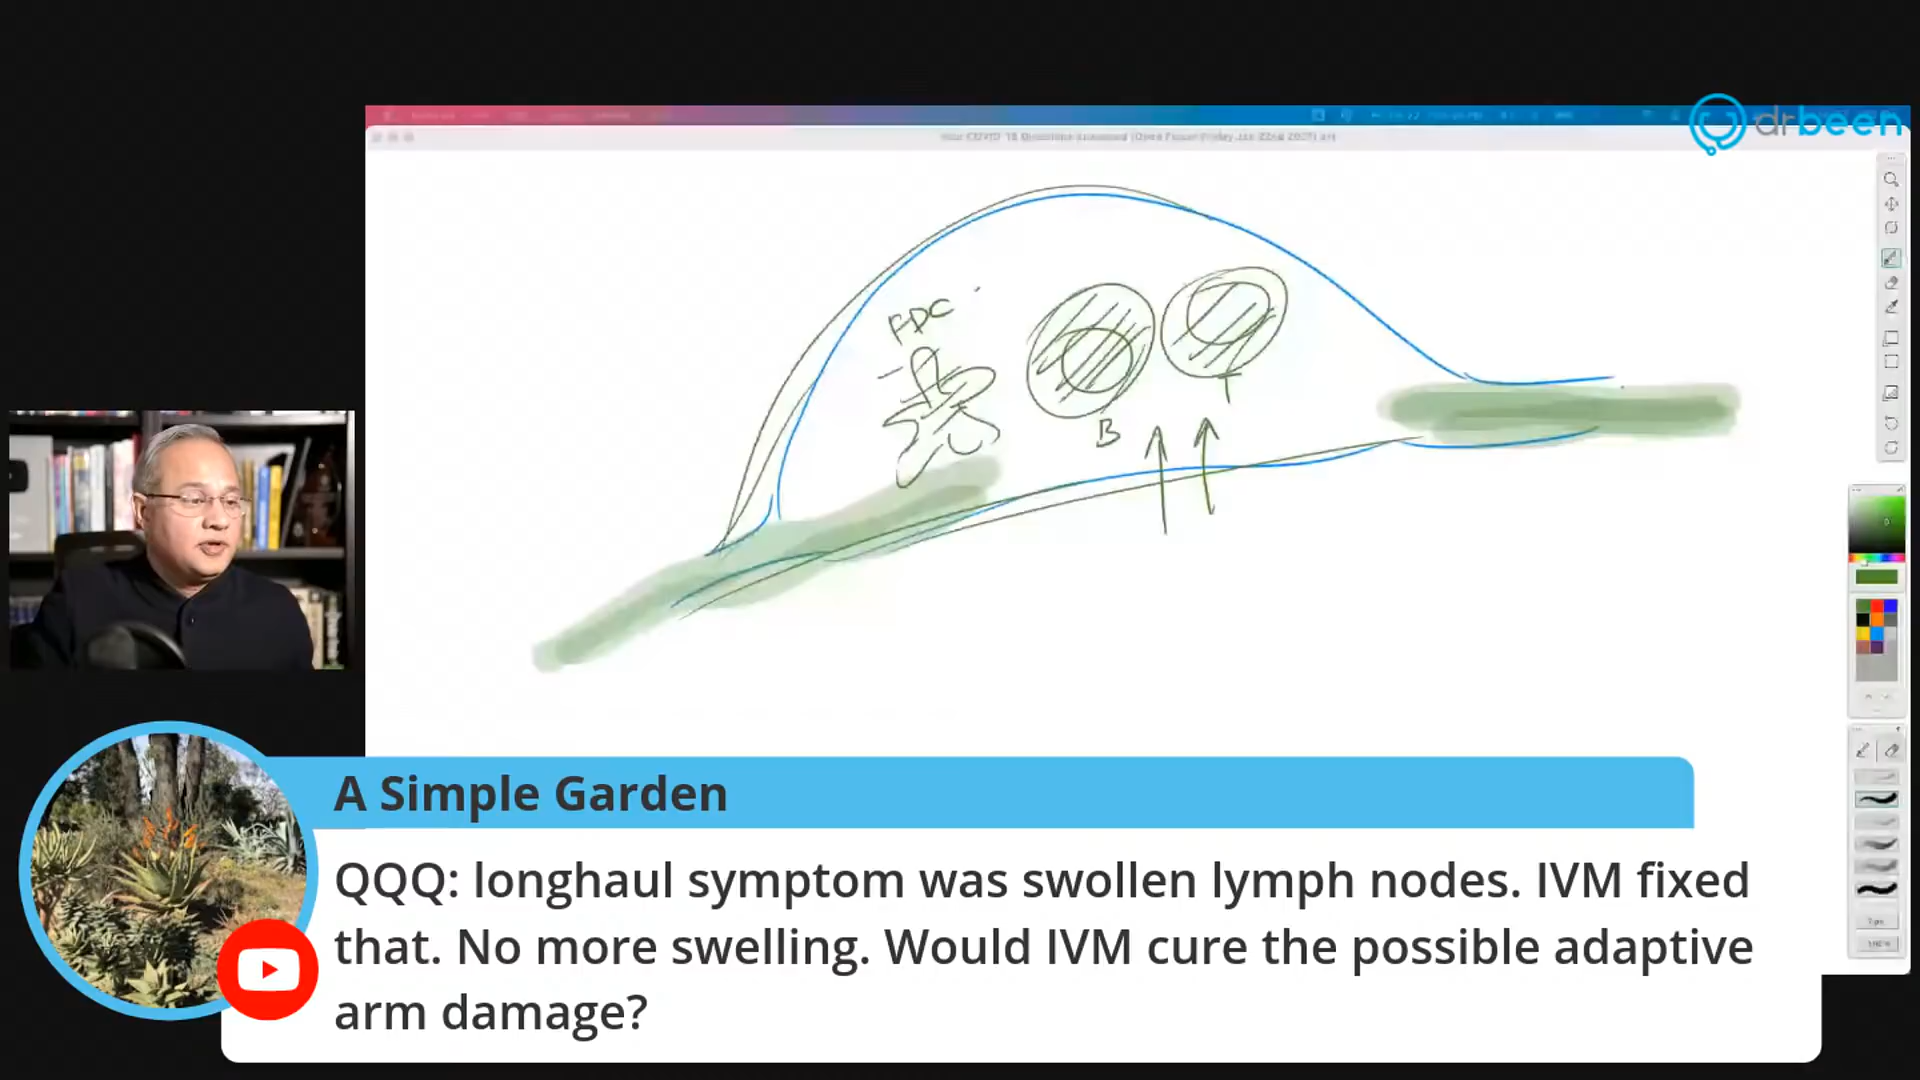 drbeen
FDC
B
T
A Simple Garden
QQQ: longhaul symptom was swollen lymph nodes. IVM fixed
that. No more swelling. Would IVM cure the possible adaptive
arm damage?